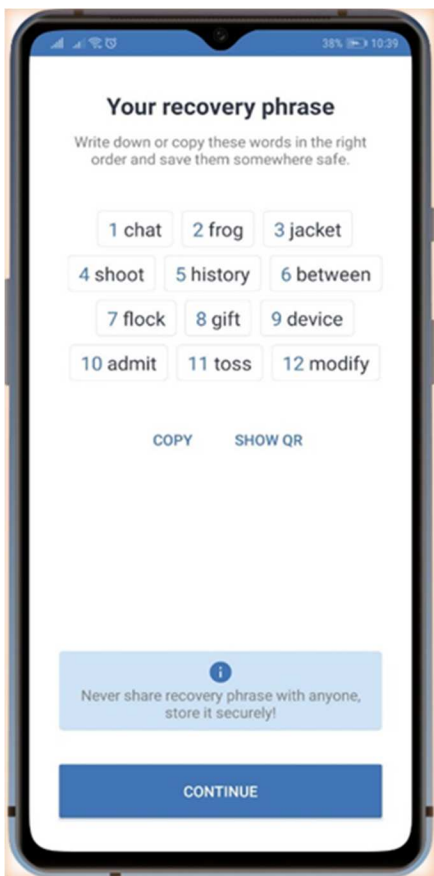 38% 10:39
Your recovery phrase
Write down or copy these words in the right
order and save them somewhere safe.
1 chat 2 frog 3 jacket
4 shoot 5 history 6 between
7 flock 8 gift 9 device
10 admit 11 toss 12 modify
COPY SHOW QR
i
Never share recovery phrase with anyone,
store it securely!
CONTINUE